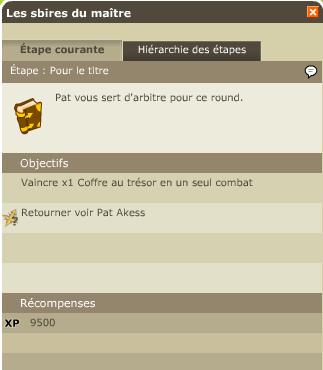 Les sbires du maître
Étape courante
Hiérarchie des étapes
Étape : Pour le titre
Pat vous sert d'arbitre pour ce round.
Objectifs
Vaincre x1 Coffre au trésor en un seul combat
Retourner voir Pat Akess
Récompenses
XP 9500